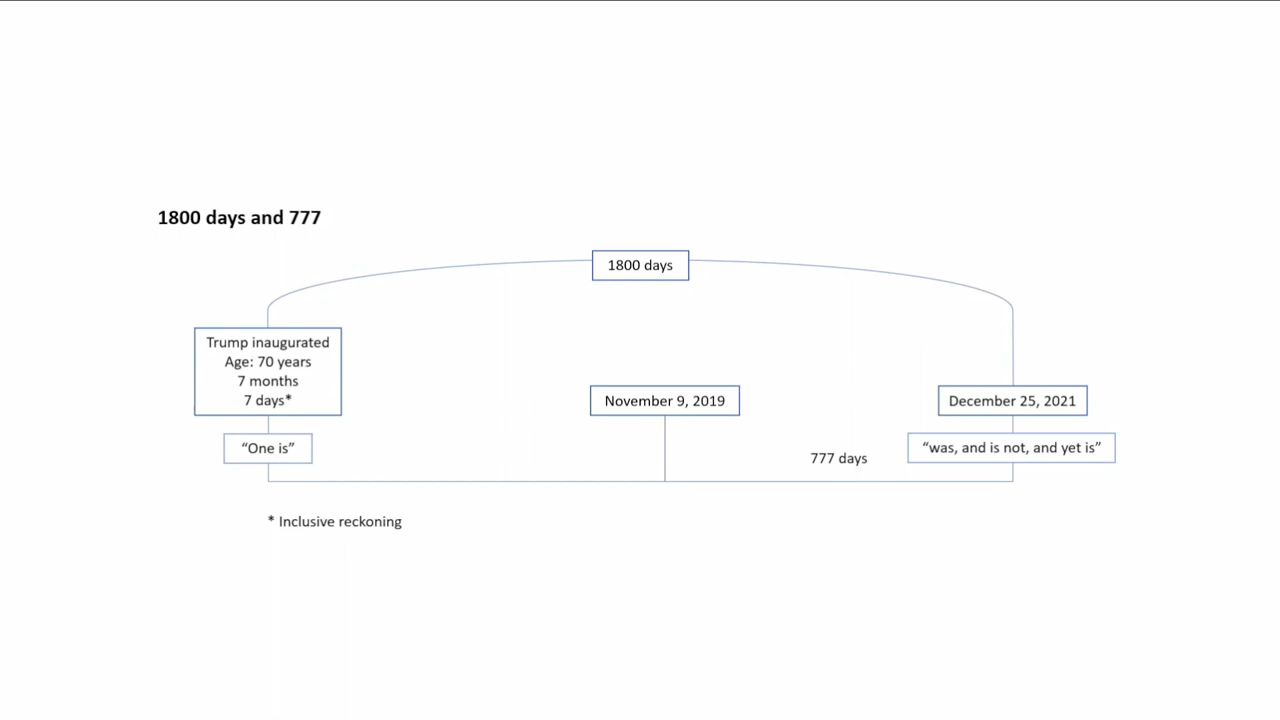 1800 days and 777
1800 days
Trump inaugurated
Age: 70 years
7 months
7 days*
November 9, 2019
December 25, 2021
“One is”
“was, and is not, and yet is”
777 days
* Inclusive reckoning